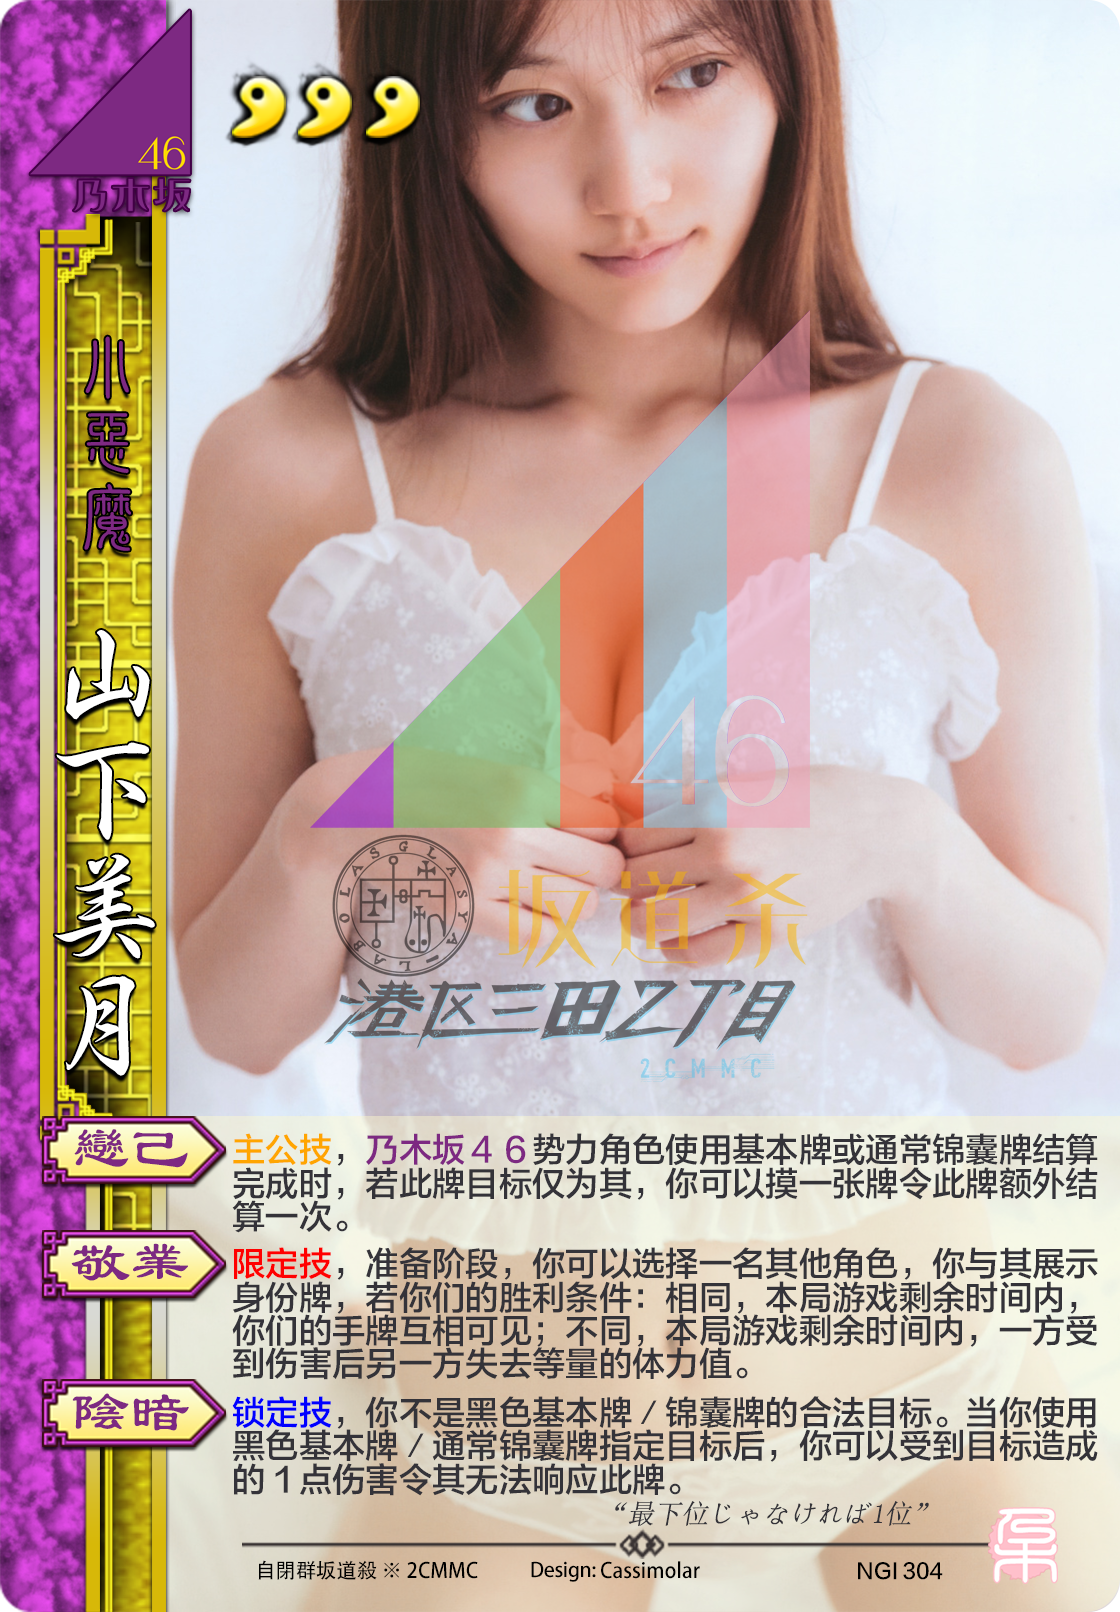 46
乃木坂
小惡魔
山下美月
46
GLASYA-LABOLAS
坂道杀
港区三田乙丁目
2CMMC
戀己
主公技，乃木坂４６势力角色使用基本牌或通常锦囊牌结算
完成时，若此牌目标仅为其，你可以摸一张牌令此牌额外结
算一次。
敬業
限定技，准备阶段，你可以选择一名其他角色，你与其展示
身份牌，若你们的胜利条件：相同，本局游戏剩余时间内，
你们的手牌互相可见；不同，本局游戏剩余时间内，一方受
到伤害后另一方失去等量的体力值。
陰暗
锁定技，你不是黑色基本牌／锦囊牌的合法目标。当你使用
黑色基本牌／通常锦囊牌指定目标后，你可以受到目标造成
的１点伤害令其无法响应此牌。
“最下位じゃなければ1位”
自閉群坂道殺 ※ 2CMMC Design: Cassimolar NGI 304